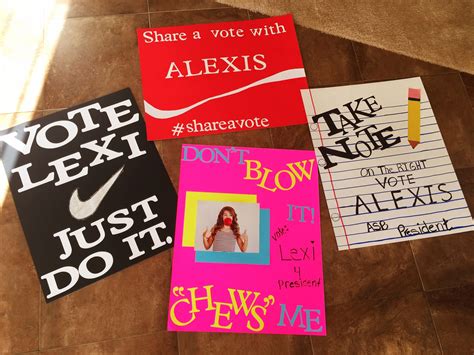 Share a vote with
ALEXIS
#shareavote
VOTE
LEXI
JUST
DO IT.
TAKE
NOTE
On The RIGHT
VOTE
ALEXIS
ASB President
DON'T BLOW
IT!
Vote:
Lexi
4
President
"CHEWS"
ME